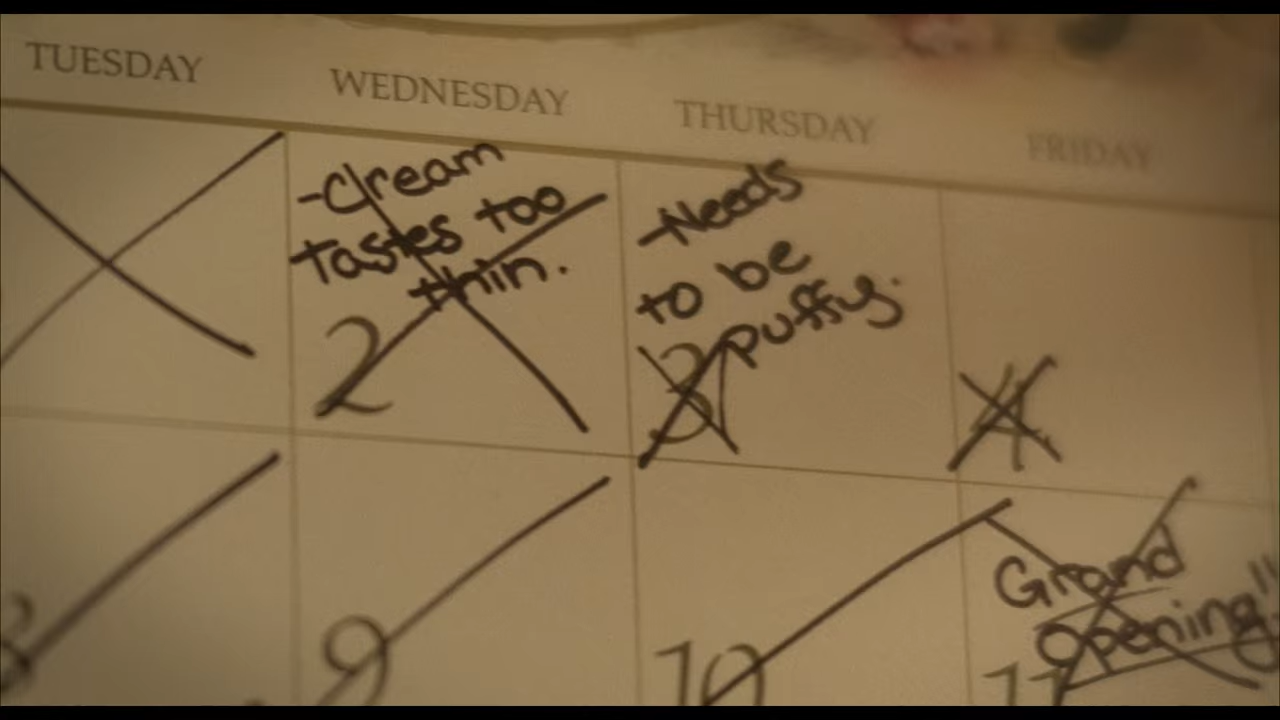 TUESDAY WEDNESDAY THURSDAY FRIDAY
-Cream
tastes too
thin.
2
-Needs
to be
puffy.
3
4
8
9
10
Grand
Opening!!
11